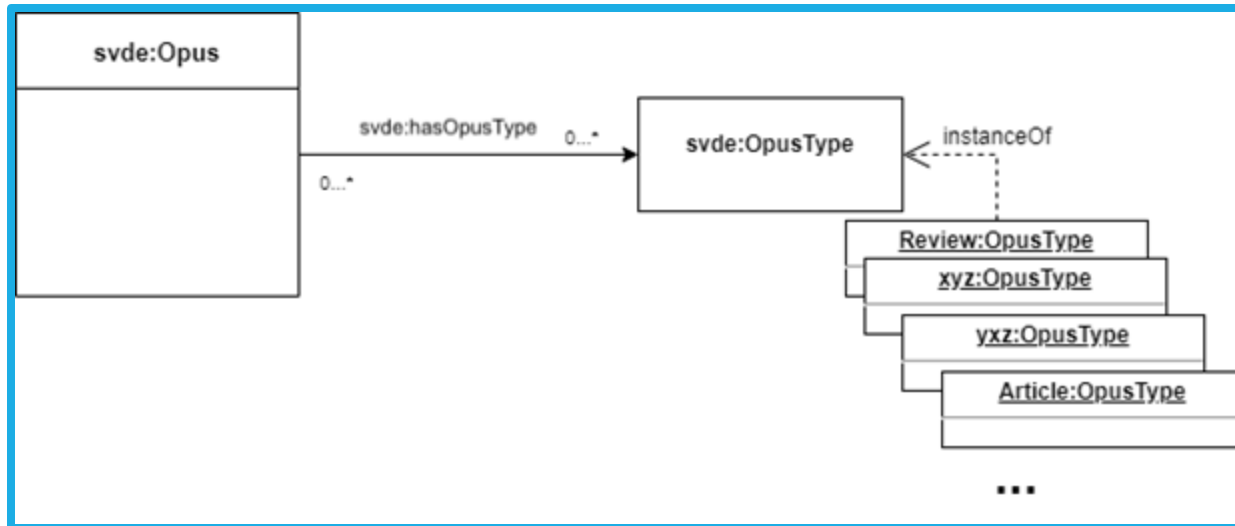 svde:Opus
svde:hasOpusType
0...*
0...*
svde:OpusType
instanceOf
Review:OpusType
xyz:OpusType
yxz:OpusType
Article:OpusType
...